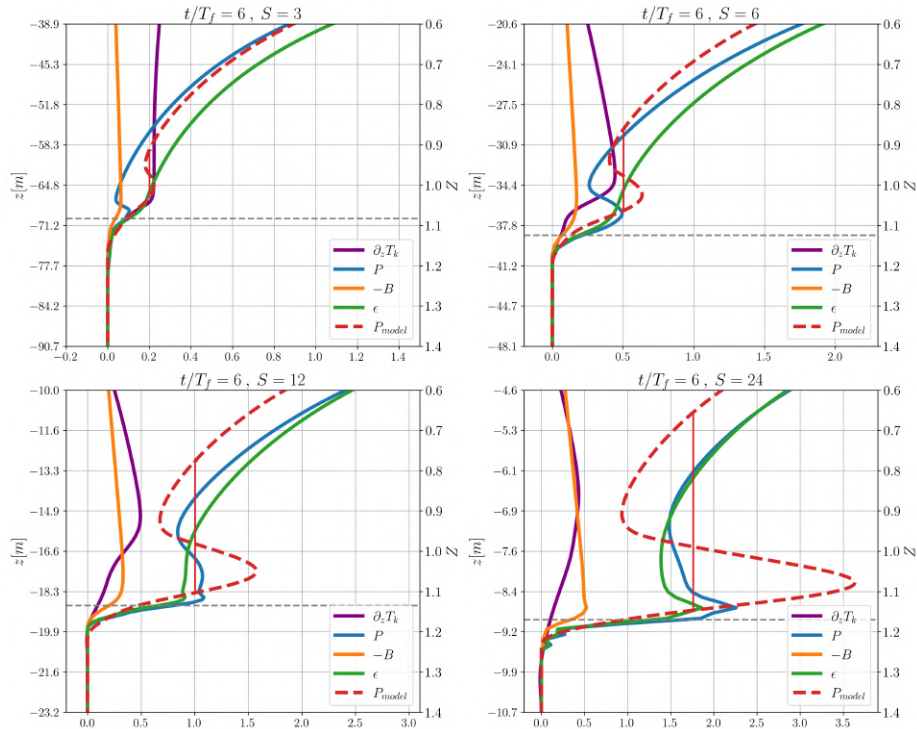 t/T_f = 6 , S = 3
z[m]
−38.9
−45.3
−51.8
−58.3
−64.8
−71.2
−77.7
−84.2
−90.7
−0.2 0.0 0.2 0.4 0.6 0.8 1.0 1.2 1.4
0.6
0.7
0.8
0.9
1.0
1.1
1.2
1.3
1.4
Z
∂_zT_k
P
−B
ϵ
P_model
t/T_f = 6 , S = 6
z[m]
−20.6
−24.1
−27.5
−30.9
−34.4
−37.8
−41.2
−44.7
−48.1
0.0 0.5 1.0 1.5 2.0
0.6
0.7
0.8
0.9
1.0
1.1
1.2
1.3
1.4
Z
∂_zT_k
P
−B
ϵ
P_model
t/T_f = 6 , S = 12
z[m]
−10.0
−11.6
−13.3
−14.9
−16.6
−18.3
−19.9
−21.6
−23.2
0.0 0.5 1.0 1.5 2.0 2.5 3.0
0.6
0.7
0.8
0.9
1.0
1.1
1.2
1.3
1.4
Z
∂_zT_k
P
−B
ϵ
P_model
t/T_f = 6 , S = 24
z[m]
−4.6
−5.3
−6.1
−6.9
−7.6
−8.4
−9.2
−9.9
−10.7
0.0 0.5 1.0 1.5 2.0 2.5 3.0 3.5
0.6
0.7
0.8
0.9
1.0
1.1
1.2
1.3
1.4
Z
∂_zT_k
P
−B
ϵ
P_model